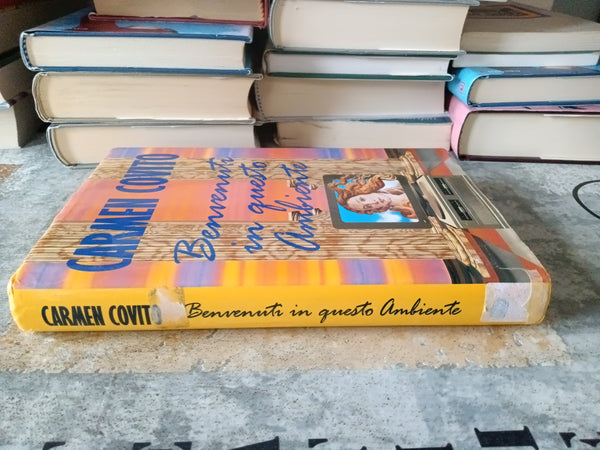 CARMEN COVITO
Benvenuti
in questo
Ambiente
CARMEN COVITO
Benvenuti in questo Ambiente